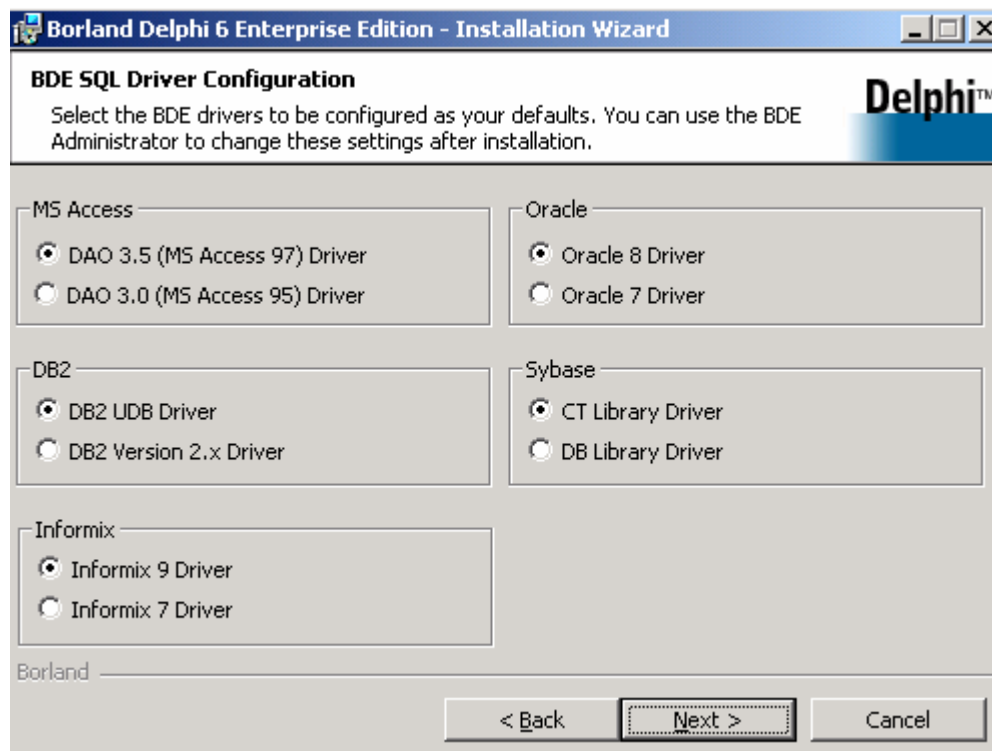 Borland Delphi 6 Enterprise Edition - Installation Wizard
BDE SQL Driver Configuration
Select the BDE drivers to be configured as your defaults. You can use the BDE
Administrator to change these settings after installation.
Delphi™
MS Access
DAO 3.5 (MS Access 97) Driver
DAO 3.0 (MS Access 95) Driver
Oracle
Oracle 8 Driver
Oracle 7 Driver
DB2
DB2 UDB Driver
DB2 Version 2.x Driver
Sybase
CT Library Driver
DB Library Driver
Informix
Informix 9 Driver
Informix 7 Driver
Borland
< Back
Next >
Cancel